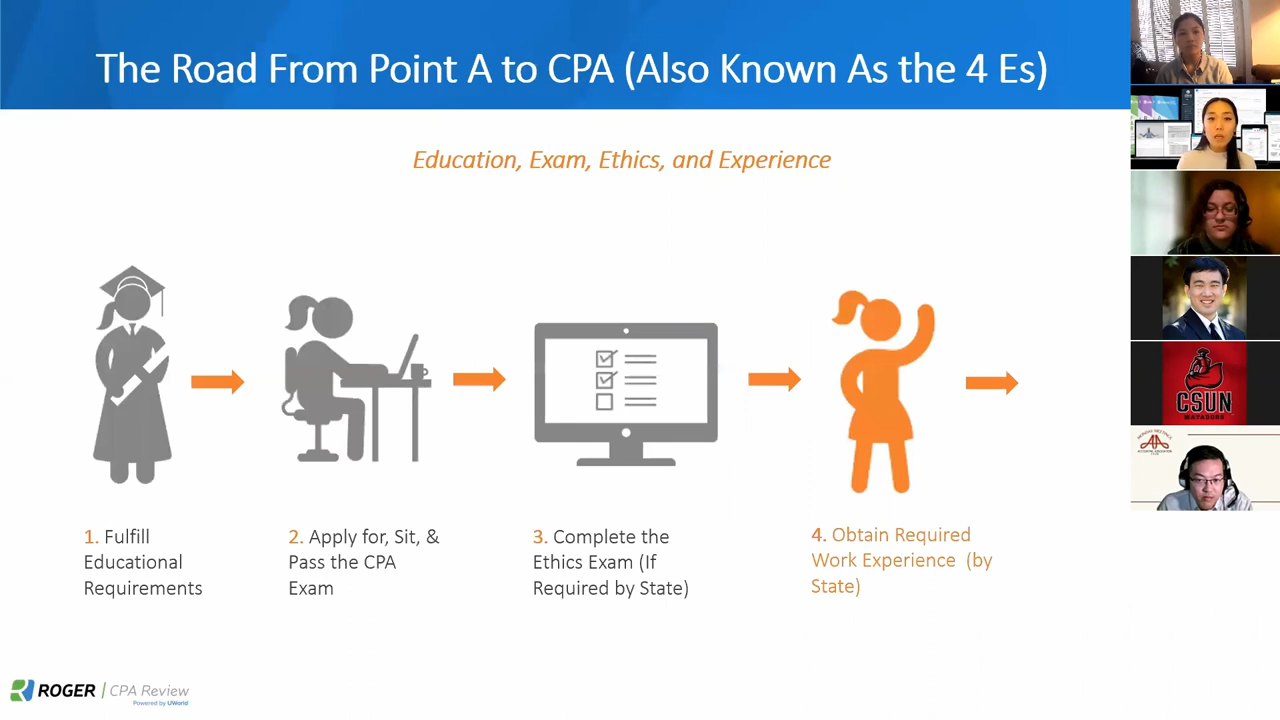 The Road From Point A to CPA (Also Known As the 4 Es)
Education, Exam, Ethics, and Experience
1. Fulfill
Educational
Requirements
2. Apply for, Sit, &
Pass the CPA
Exam
3. Complete the
Ethics Exam (If
Required by State)
4. Obtain Required
Work Experience (by
State)
ROGER | CPA Review
Powered by UWorld
CSUN
MATADORS